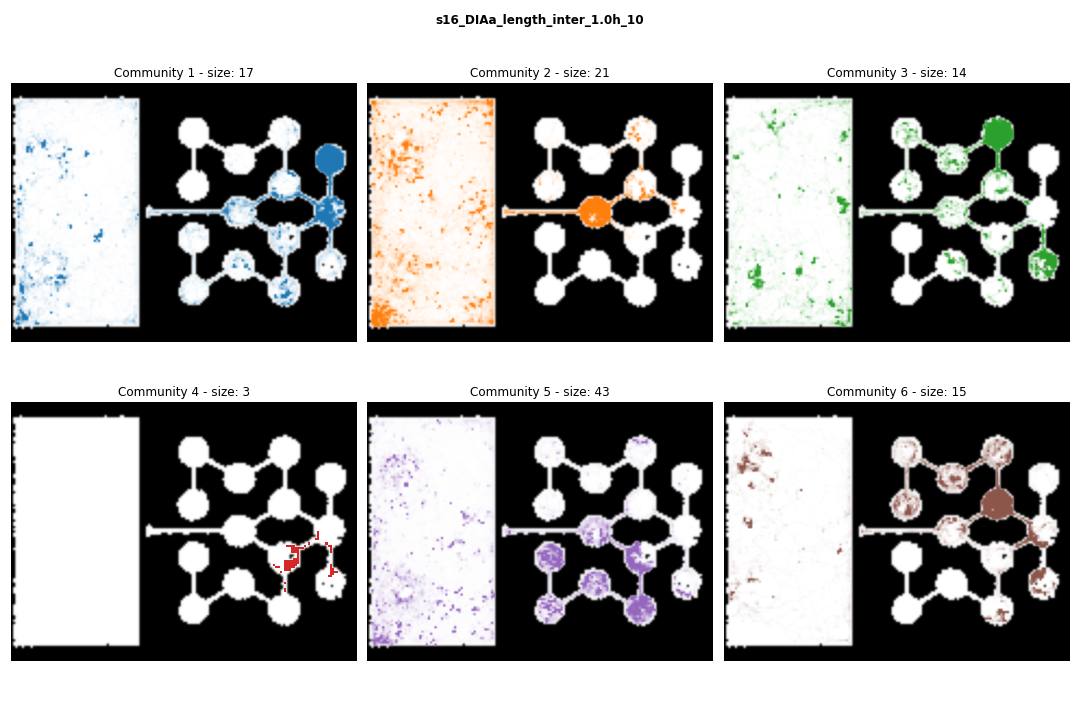 s16_DIAa_length_inter_1.0h_10
Community 1 - size: 17
Community 2 - size: 21
Community 3 - size: 14
Community 4 - size: 3
Community 5 - size: 43
Community 6 - size: 15